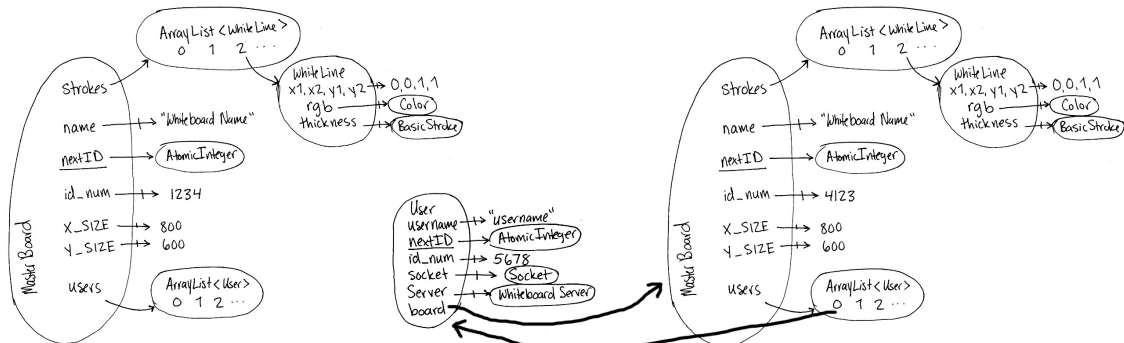 ArrayList <WhiteLine>
0 1 2 ...
WhiteLine
x1, x2, y1, y2 0,0,1,1
rgb Color
thickness BasicStroke
Master Board
strokes
name "Whiteboard Name"
nextID AtomicInteger
id_num 1234
X_SIZE 800
Y_SIZE 600
users
ArrayList <User>
0 1 2 ...
User
username "username"
nextID AtomicInteger
id_num 5678
socket Socket
Server Whiteboard Server
board
ArrayList <WhiteLine>
0 1 2 ...
WhiteLine
x1, x2, y1, y2 0,0,1,1
rgb Color
thickness BasicStroke
Master Board
strokes
name "Whiteboard Name"
nextID AtomicInteger
id_num 4123
X_SIZE 800
Y_SIZE 600
users
ArrayList <User>
0 1 2 ...